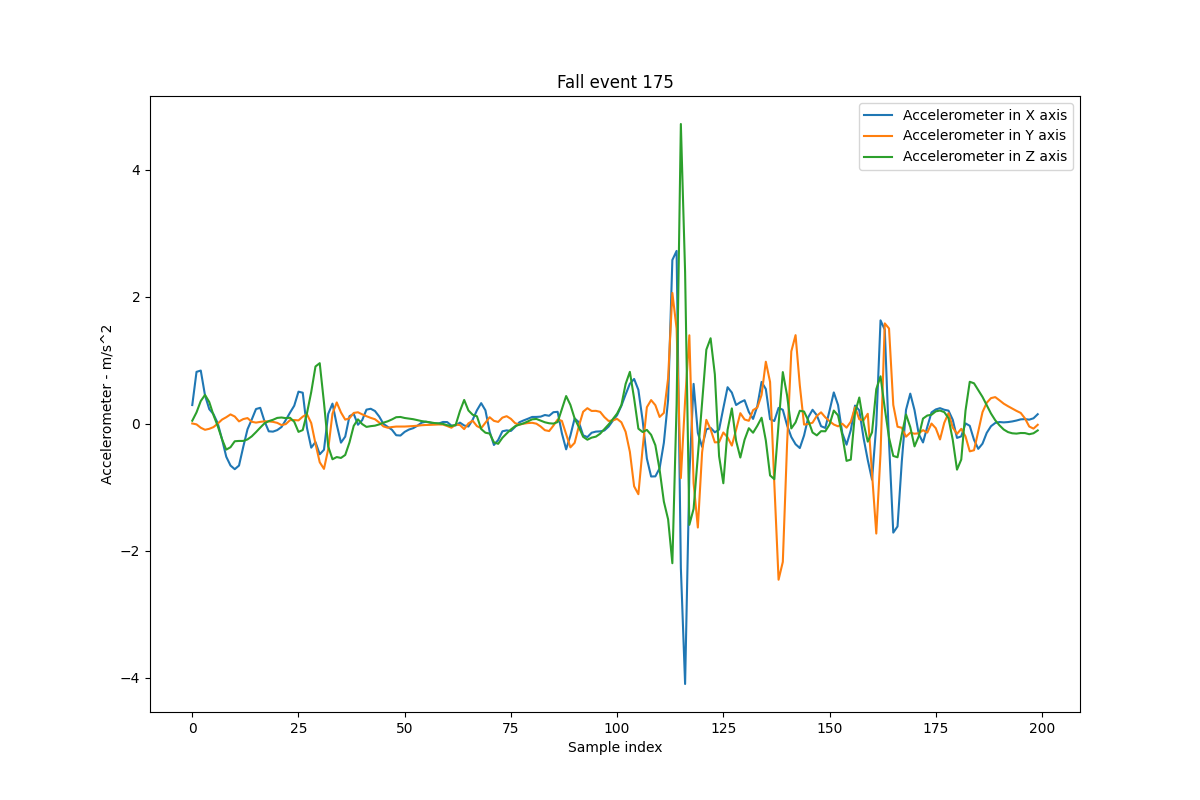 Fall event 175
Accelerometer in X axis
Accelerometer in Y axis
Accelerometer in Z axis
Accelerometer - m/s^2
4
2
0
−2
−4
0 25 50 75 100 125 150 175 200
Sample index